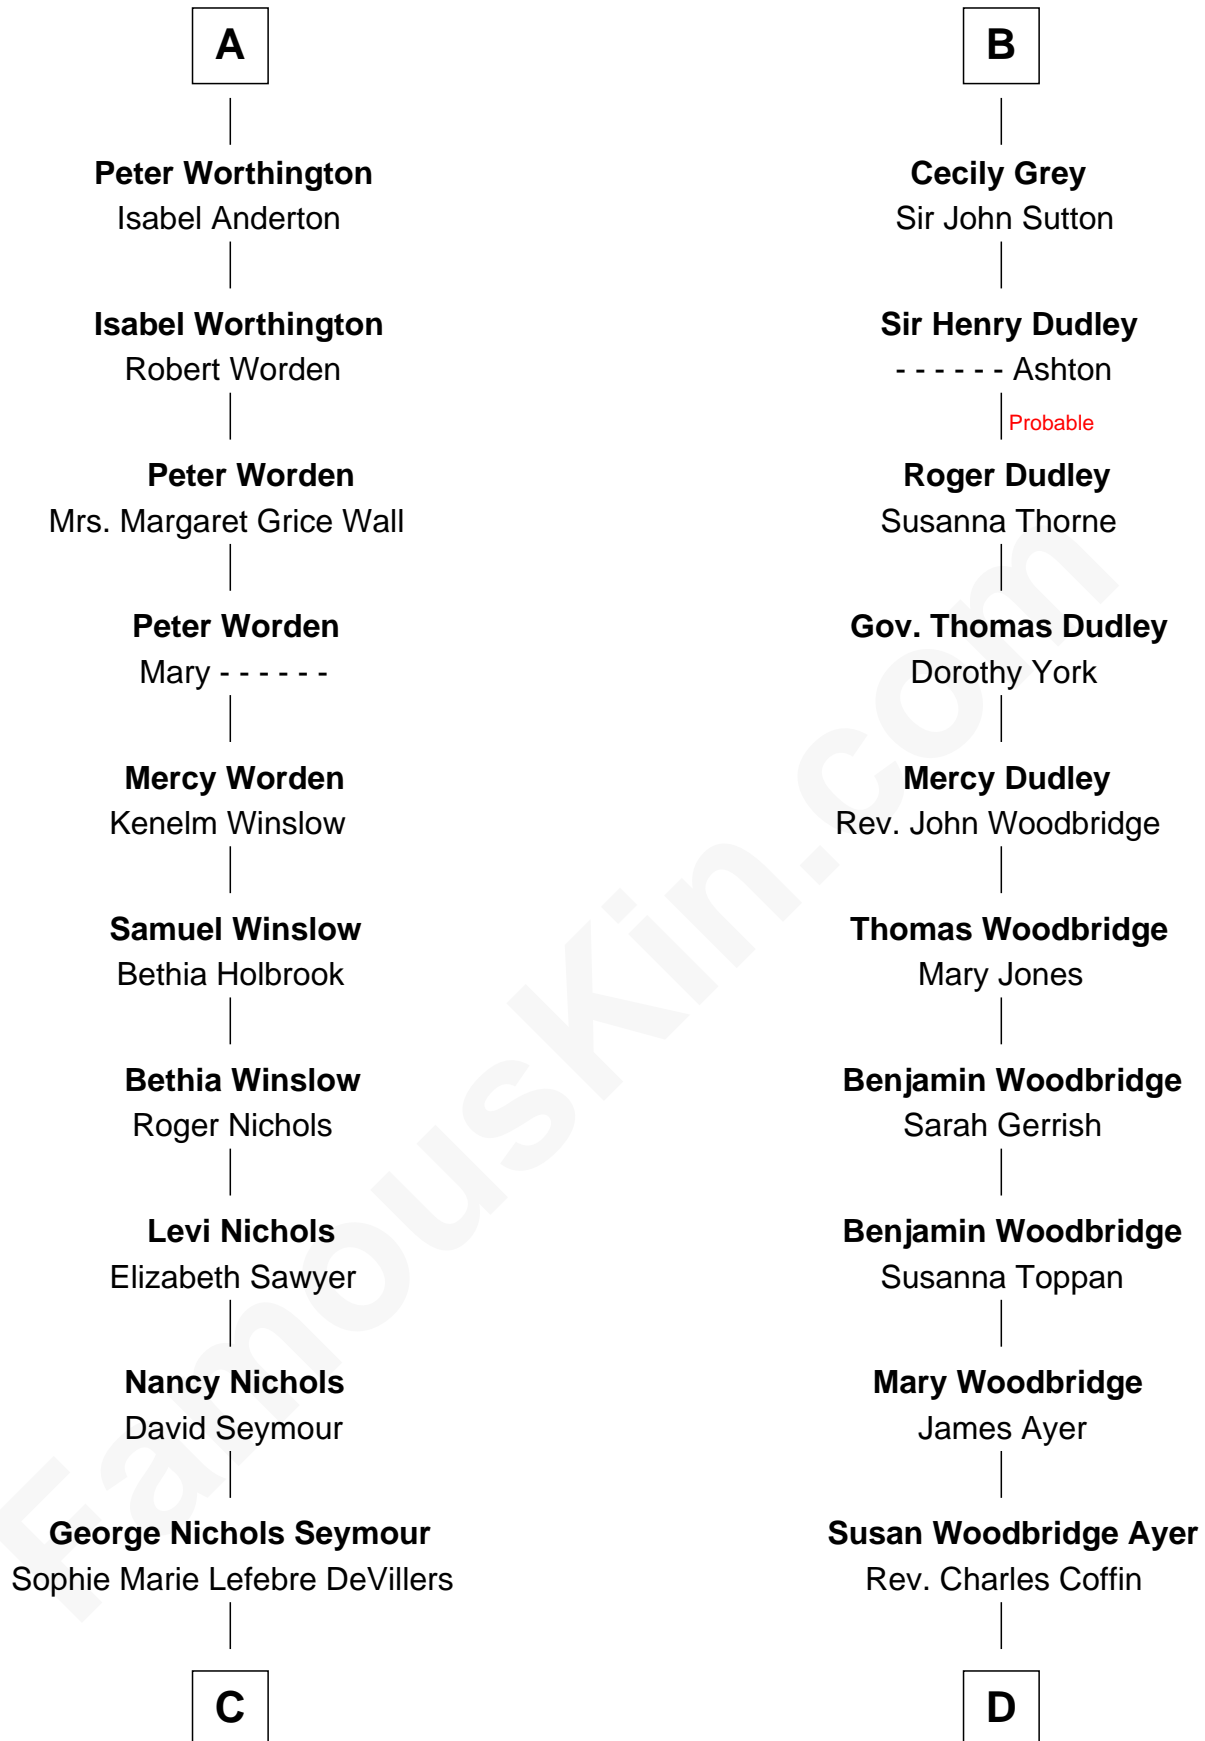 A
Peter Worthington
Isabel Anderton
Isabel Worthington
Robert Worden
Peter Worden
Mrs. Margaret Grice Wall
Peter Worden
Mary - - - - - -
Mercy Worden
Kenelm Winslow
Samuel Winslow
Bethia Holbrook
Bethia Winslow
Roger Nichols
Levi Nichols
Elizabeth Sawyer
Nancy Nichols
David Seymour
George Nichols Seymour
Sophie Marie Lefebre DeVillers
C
B
Cecily Grey
Sir John Sutton
Sir Henry Dudley
- - - - - - Ashton
Probable
Roger Dudley
Susanna Thorne
Gov. Thomas Dudley
Dorothy York
Mercy Dudley
Rev. John Woodbridge
Thomas Woodbridge
Mary Jones
Benjamin Woodbridge
Sarah Gerrish
Benjamin Woodbridge
Susanna Toppan
Mary Woodbridge
James Ayer
Susan Woodbridge Ayer
Rev. Charles Coffin
D
FamousKin.com